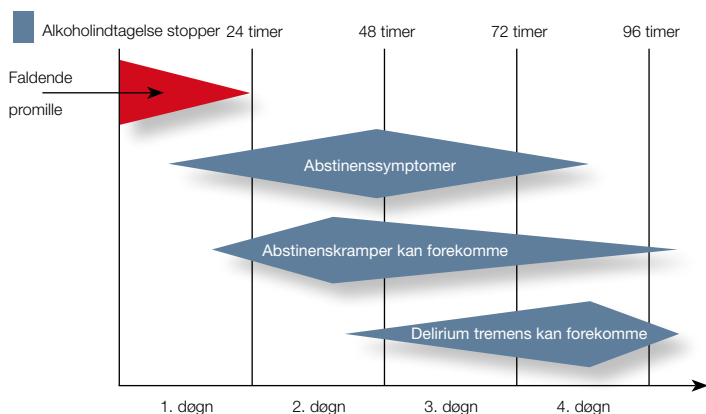 Alkoholindtagelse stopper 24 timer 48 timer 72 timer 96 timer
Faldende
promille
Abstinenssymptomer
Abstinenskramper kan forekomme
Delirium tremens kan forekomme
1. døgn 2. døgn 3. døgn 4. døgn